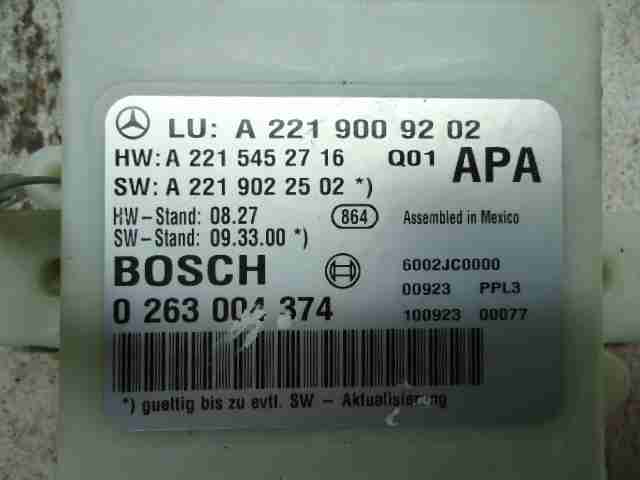 LU: A 221 900 92 02
HW: A 221 545 27 16 Q01 APA
SW: A 221 902 25 02 *)
HW-Stand: 08.27 864 Assembled in Mexico
SW-Stand: 09.33.00 *)
BOSCH 6002JC0000
00923 PPL3
0 263 004 374 100923 00077
*) gueltig bis zu evtl. SW - Aktualisierung